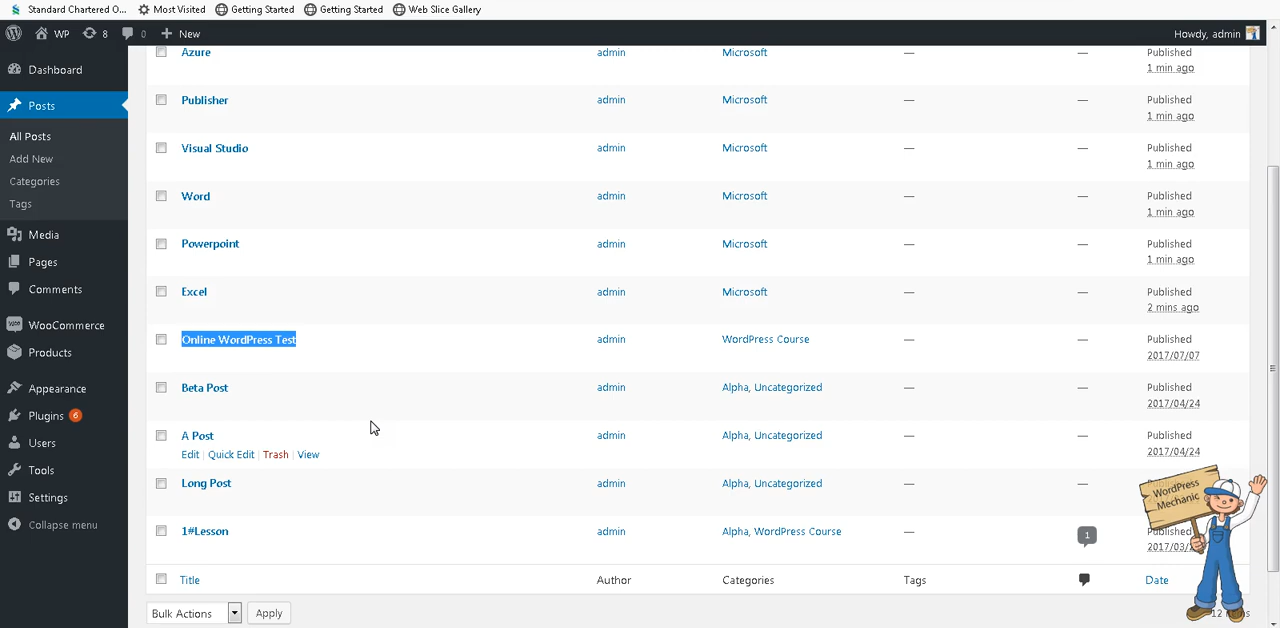 Standard Chartered O... Most Visited Getting Started Getting Started Web Slice Gallery
WP 8 0 New Howdy, admin
Dashboard
Posts
All Posts
Add New
Categories
Tags
Media
Pages
Comments
WooCommerce
Products
Appearance
Plugins 6
Users
Tools
Settings
Collapse menu
Azure admin Microsoft — — Published
1 min ago
Publisher admin Microsoft — — Published
1 min ago
Visual Studio admin Microsoft — — Published
1 min ago
Word admin Microsoft — — Published
1 min ago
Powerpoint admin Microsoft — — Published
1 min ago
Excel admin Microsoft — — Published
2 mins ago
Online WordPress Test admin WordPress Course — — Published
2017/07/07
Beta Post admin Alpha, Uncategorized — — Published
2017/04/24
A Post admin Alpha, Uncategorized — — Published
Edit | Quick Edit | Trash | View 2017/04/24
Long Post admin Alpha, Uncategorized — —
1#Lesson admin Alpha, WordPress Course — 1 Published
2017/03/
Title Author Categories Tags Date
Bulk Actions Apply 12 items
WordPress
Mechanic